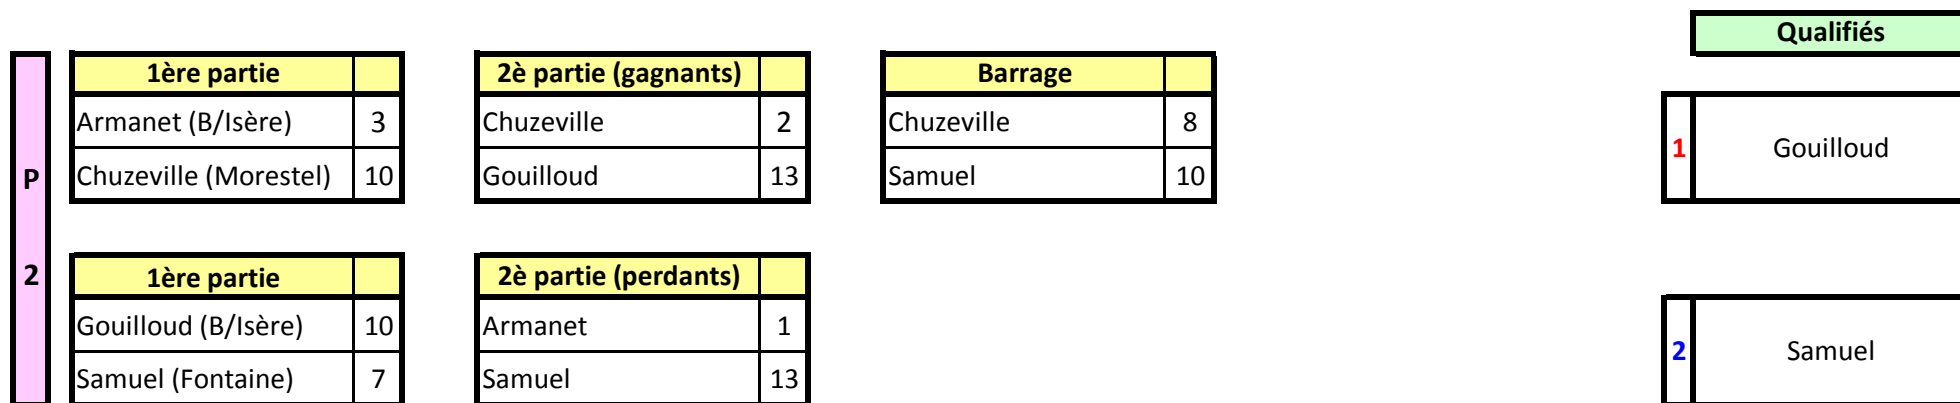 Qualifiés
1ère partie 2è partie (gagnants) Barrage
Armanet (B/Isère) 3 Chuzeville 2 Chuzeville 8
1 Gouilloud
P Chuzeville (Morestel) 10 Gouilloud 13 Samuel 10
2 1ère partie 2è partie (perdants)
Gouilloud (B/Isère) 10 Armanet 1
2 Samuel
Samuel (Fontaine) 7 Samuel 13